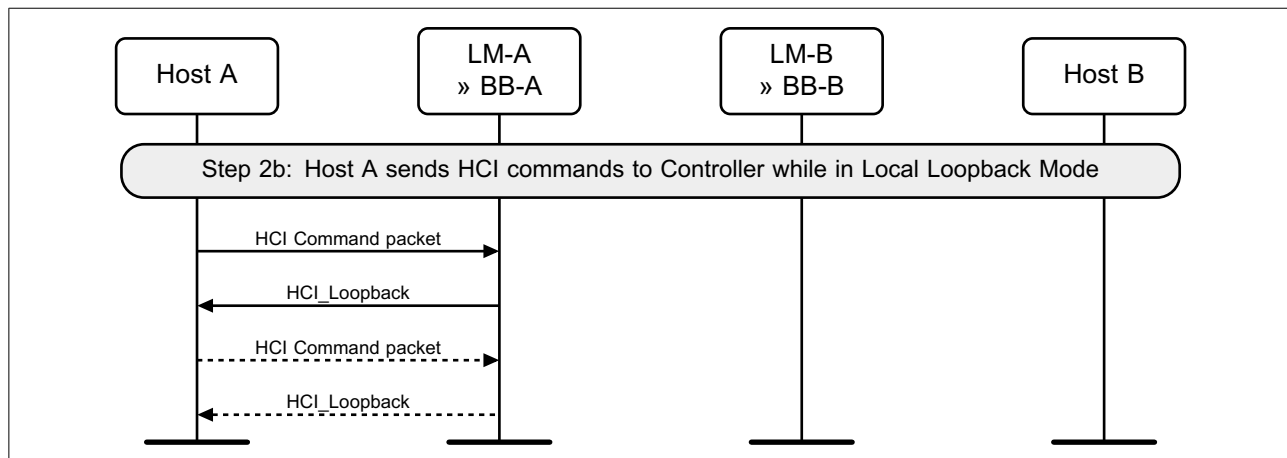 Host A
LM-A
» BB-A
LM-B
» BB-B
Host B
Step 2b: Host A sends HCI commands to Controller while in Local Loopback Mode
HCI Command packet
HCI_Loopback
HCI Command packet
HCI_Loopback